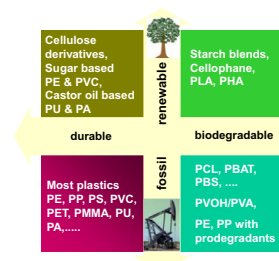 Cellulose
derivatives,
Sugar based
PE & PVC,
Castor oil based
PU & PA
renewable
Starch blends,
Cellophane,
PLA, PHA
durable
biodegradable
Most plastics
PE, PP, PS, PVC,
PET, PMMA, PU,
PA,.....
fossil
PCL, PBAT,
PBS, ....
PVOH/PVA,
PE, PP with
prodegradants